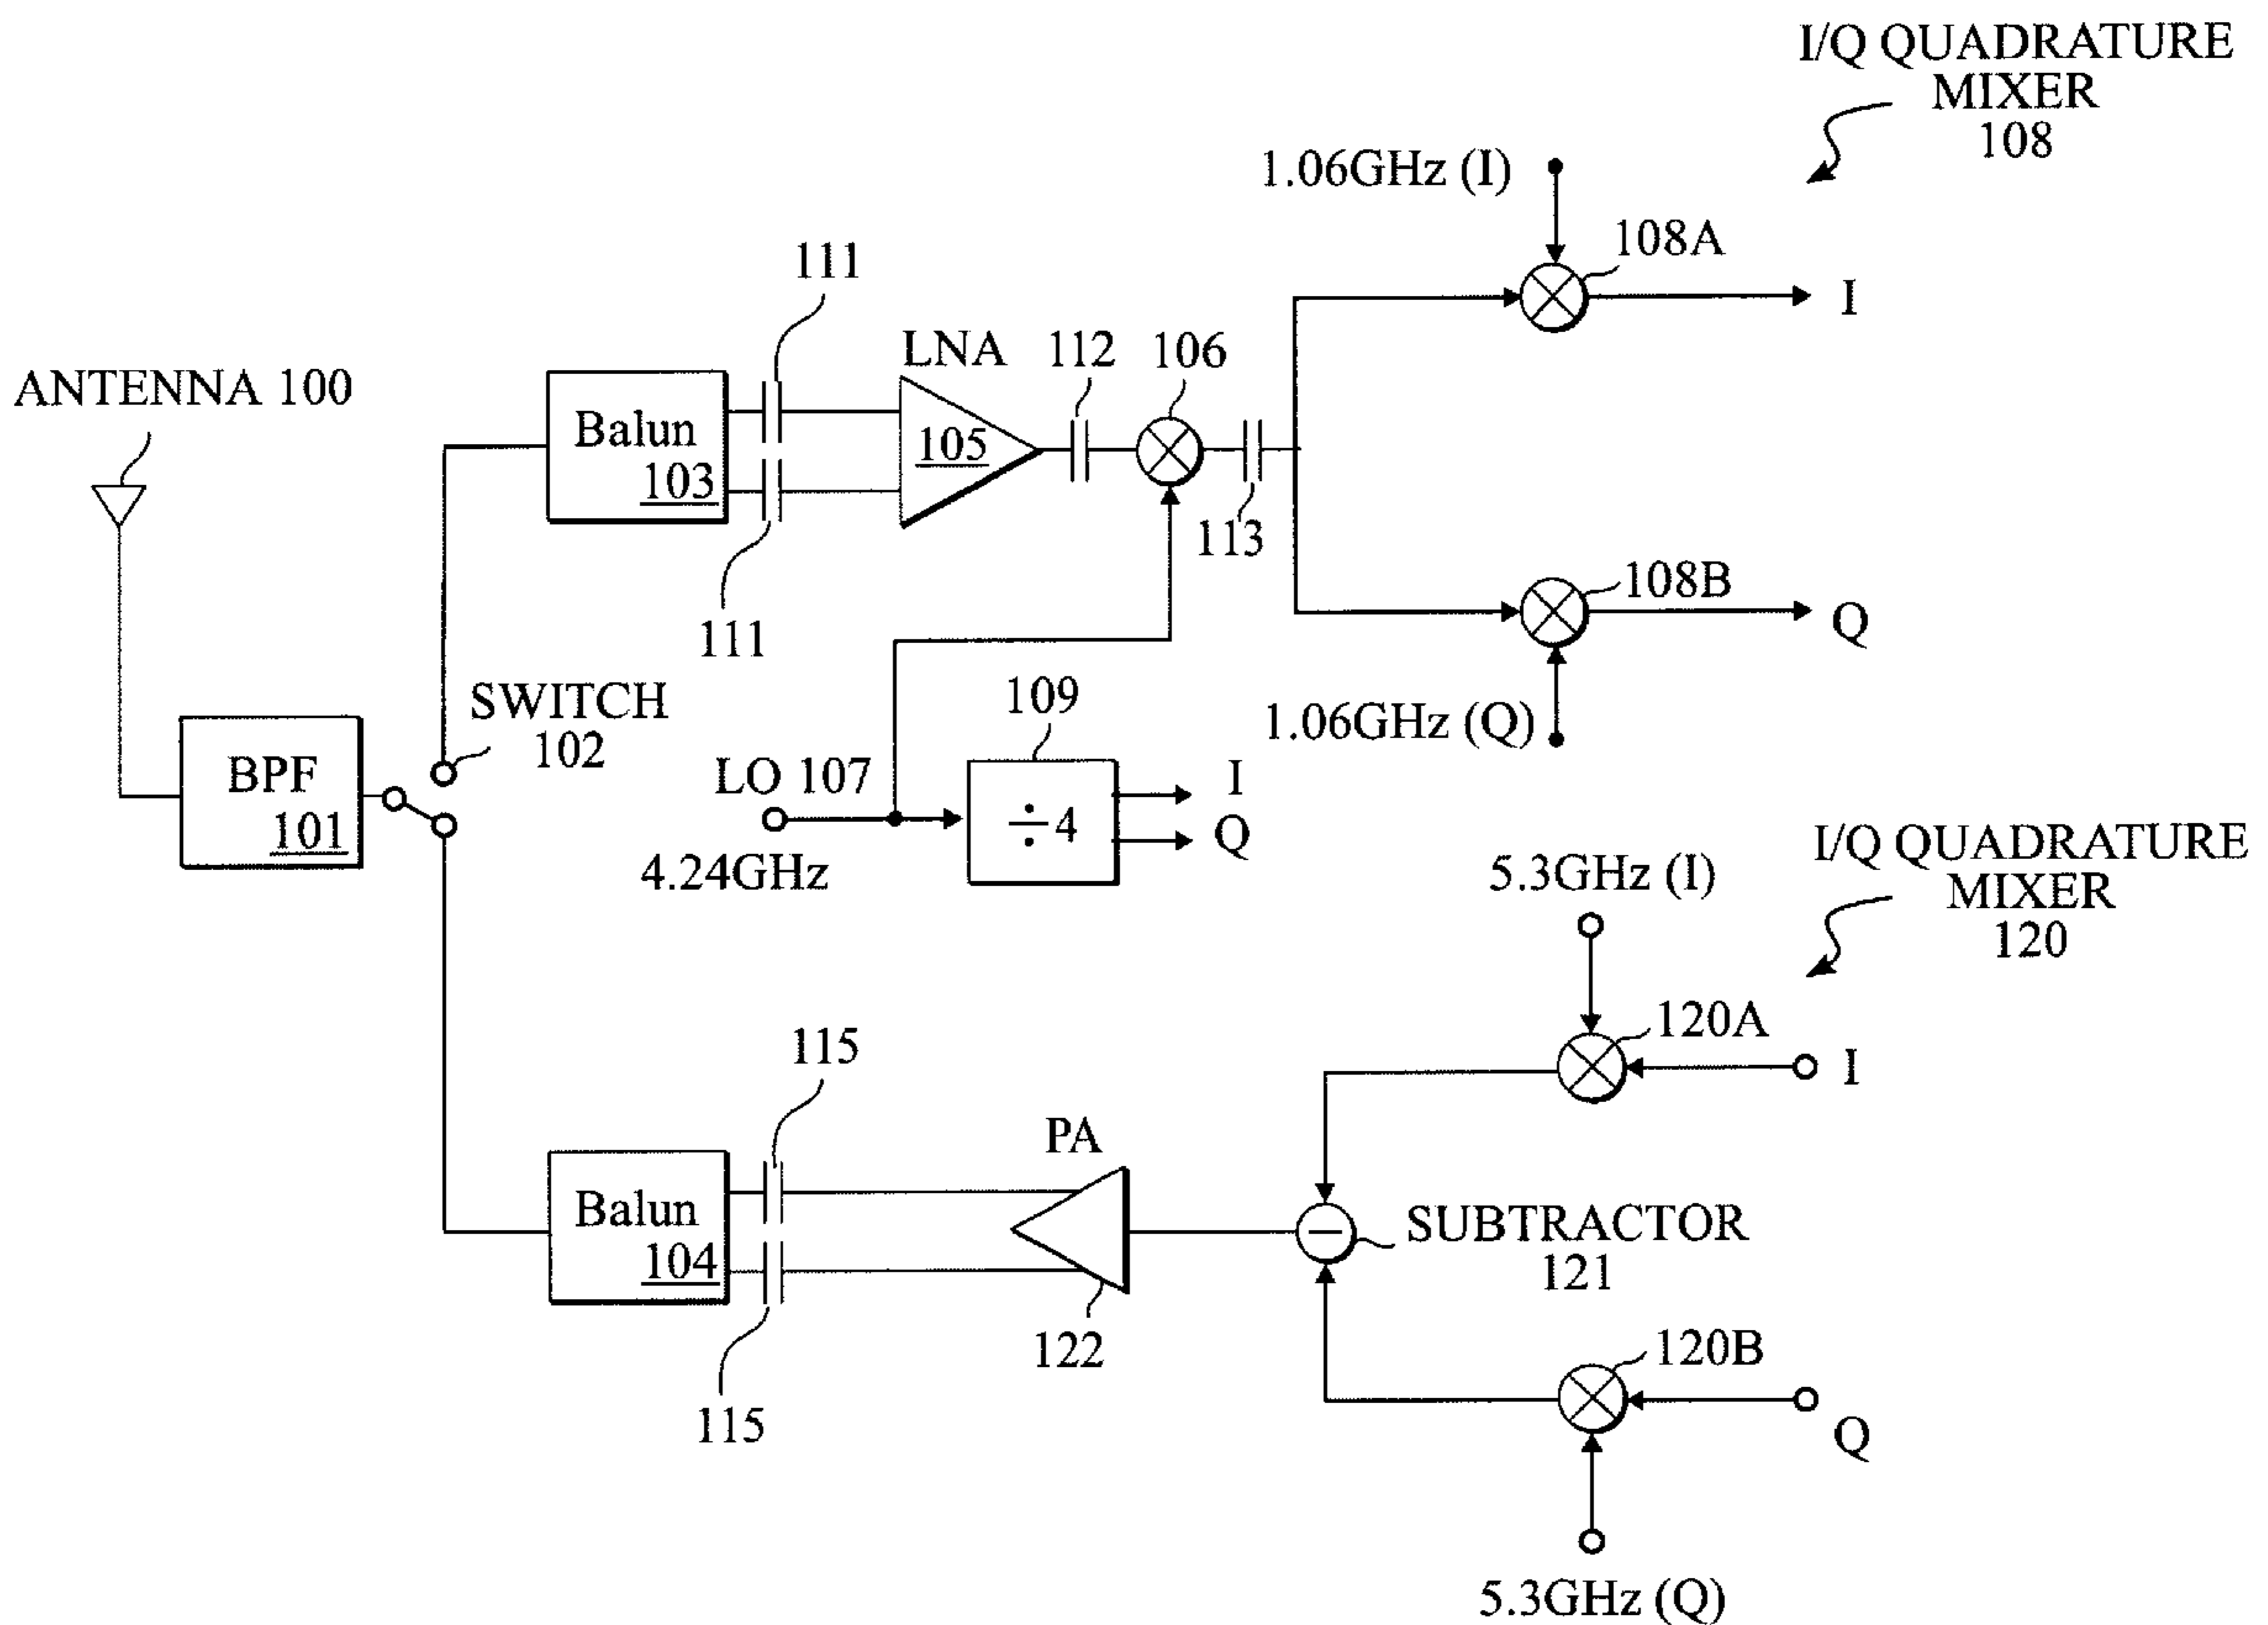 I/Q QUADRATURE
MIXER
108
1.06GHz (I)
108A
I
111
LNA
112
106
ANTENNA 100
Balun
103
105
113
111
108B
Q
1.06GHz (Q)
SWITCH
102
109
BPF
101
LO 107
4.24GHz
÷4
I
Q
I/Q QUADRATURE
MIXER
120
5.3GHz (I)
120A
I
115
PA
Balun
104
SUBTRACTOR
121
122
115
120B
Q
5.3GHz (Q)